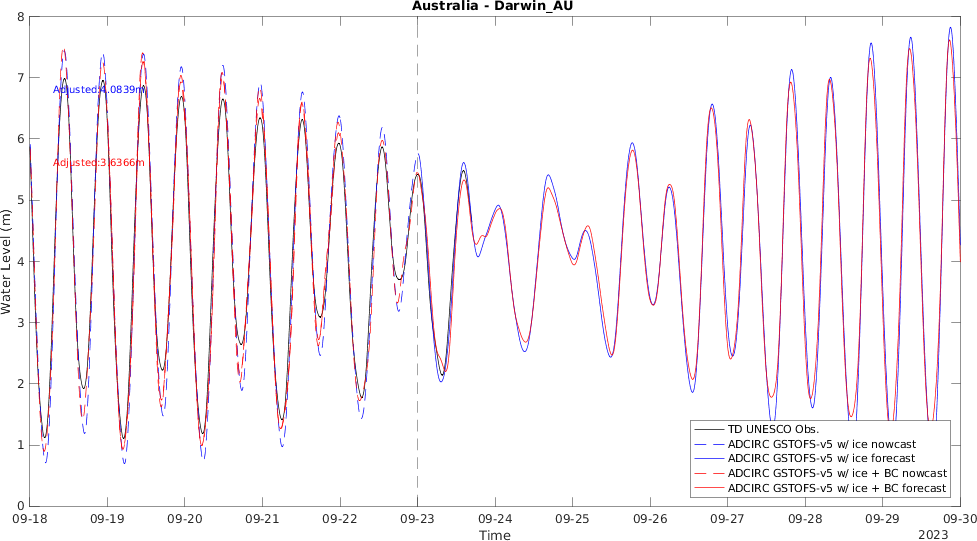 Australia - Darwin_AU
8
7
Adjusted:4.0839m
6
Adjusted:3.6366m
5
Water Level (m)
4
3
2
1
0
TD UNESCO Obs.
ADCIRC GSTOFS-v5 w/ ice nowcast
ADCIRC GSTOFS-v5 w/ ice forecast
ADCIRC GSTOFS-v5 w/ ice + BC nowcast
ADCIRC GSTOFS-v5 w/ ice + BC forecast
09-18 09-19 09-20 09-21 09-22 09-23 09-24 09-25 09-26 09-27 09-28 09-29 09-30
Time 2023